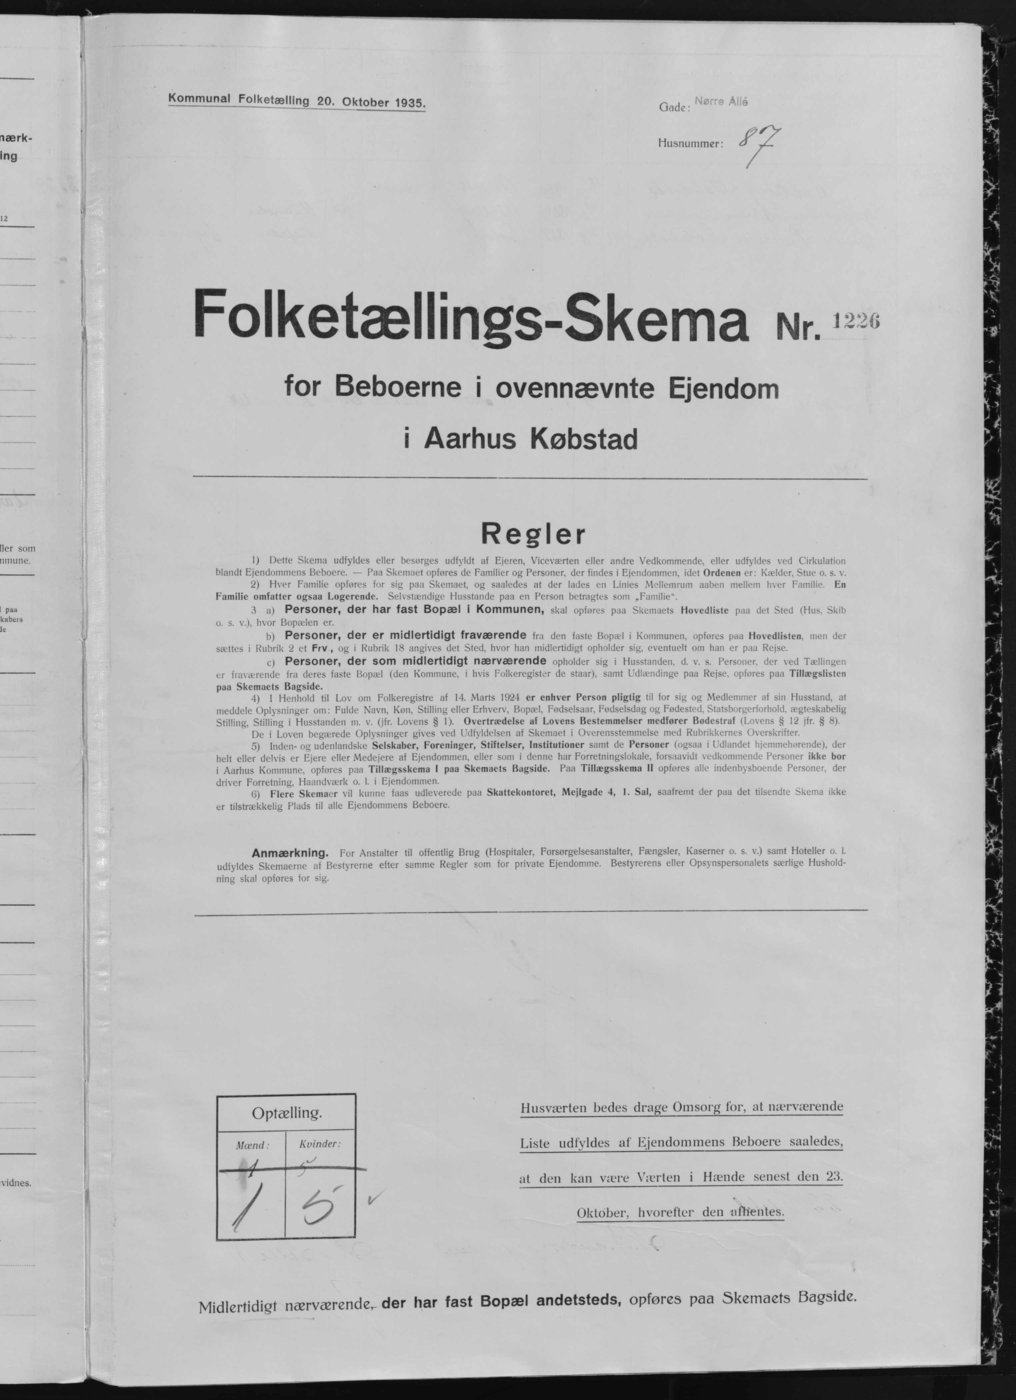 nærk-
ing
12
ller som
mmune.
l paa
kabers
de
vidnes.
Kommunal Folketælling 20. Oktober 1935.
Gade: Nørre Allé
Husnummer: 87
Folketællings-Skema Nr. 1226
for Beboerne i ovennævnte Ejendom
i Aarhus Købstad
Regler
1) Dette Skema udfyldes eller besørges udfyldt af Ejeren, Viceværten eller andre Vedkommende, eller udfyldes ved Cirkulation
blandt Ejendommens Beboere. — Paa Skemaet opføres de Familier og Personer, der findes i Ejendommen, idet Ordenen er: Kælder, Stue o. s. v.
2) Hver Familie opføres for sig paa Skemaet, og saaledes at der lades en Linies Mellemrum aaben mellem hver Familie. En
Familie omfatter ogsaa Logerende. Selvstændige Husstande paa en Person betragtes som „Familie“.
3 a) Personer, der har fast Bopæl i Kommunen, skal opføres paa Skemaets Hovedliste paa det Sted (Hus, Skib
o. s. v.), hvor Bopælen er.
b) Personer, der er midlertidigt fraværende fra den faste Bopæl i Kommunen, opføres paa Hovedlisten, men der
sættes i Rubrik 2 et Frv., og i Rubrik 18 angives det Sted, hvor han midlertidigt opholder sig, eventuelt om han er paa Rejse.
c) Personer, der som midlertidigt nærværende opholder sig i Husstanden, d. v. s. Personer, der ved Tællingen
er fraværende fra deres faste Bopæl (den Kommune, i hvis Folkeregister de staar), samt Udlændinge paa Rejse, opføres paa Tillægslisten
paa Skemaets Bagside.
4) I Henhold til Lov om Folkeregistre af 14. Marts 1924 er enhver Person pligtig til for sig og Medlemmer af sin Husstand, at
meddele Oplysninger om: Fulde Navn, Køn, Stilling eller Erhverv, Bopæl, Fødselsaar, Fødselsdag og Fødested, Statsborgerforhold, ægteskabelig
Stilling, Stilling i Husstanden m. v. (jfr. Lovens § 1). Overtrædelse af Lovens Bestemmelser medfører Bødestraf (Lovens § 12 jfr. § 8).
De i Loven begærede Oplysninger gives ved Udfyldelsen af Skemaet i Overensstemmelse med Rubrikkernes Overskrifter.
5) Inden- og udenlandske Selskaber, Foreninger, Stiftelser, Institutioner samt de Personer (ogsaa i Udlandet hjemmehørende), der
helt eller delvis er Ejere eller Medejere af Ejendommen, eller som i denne har Forretningslokale, forsaavidt vedkommende Personer ikke bor
i Aarhus Kommune, opføres paa Tillægsskema I paa Skemaets Bagside. Paa Tillægsskema II opføres alle indenbysboende Personer, der
driver Forretning, Haandværk o. l. i Ejendommen.
6) Flere Skemaer vil kunne faas udleverede paa Skattekontoret, Mejlgade 4, 1. Sal, saafremt der paa det tilsendte Skema ikke
er tilstrækkelig Plads til alle Ejendommens Beboere.
Anmærkning. For Anstalter til offentlig Brug (Hospitaler, Forsørgelsesanstalter, Fængsler, Kaserner o. s. v.) samt Hoteller o. l.
udfyldes Skemaerne af Bestyrerne efter samme Regler som for private Ejendomme. Bestyrerens eller Opsynspersonalets særlige Hushold-
ning skal opføres for sig.
Optælling.
Mænd: Kvinder:
1 5
1 5
Husværten bedes drage Omsorg for, at nærværende
Liste udfyldes af Ejendommens Beboere saaledes,
at den kan være Værten i Hænde senest den 23.
Oktober, hvorefter den afhentes.
Midlertidigt nærværende, der har fast Bopæl andetsteds, opføres paa Skemaets Bagside.